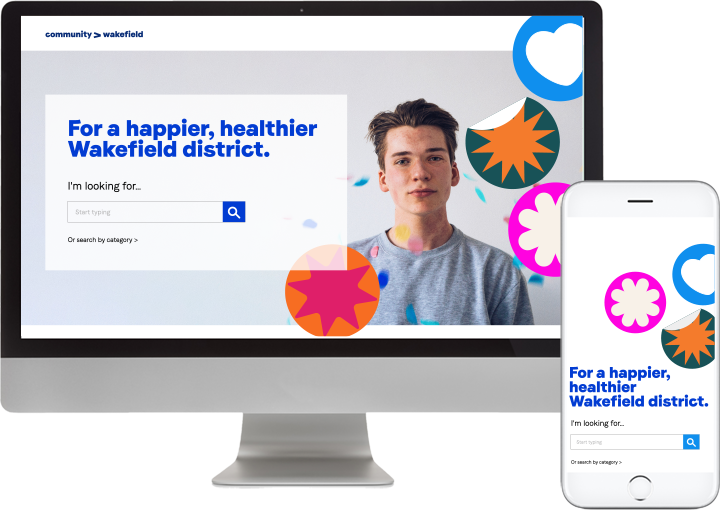 community > wakefield
For a happier, healthier
Wakefield district.
I'm looking for...
Start typing
Or search by category >
For a happier,
healthier
Wakefield district.
I'm looking for...
Start typing
Or search by category >